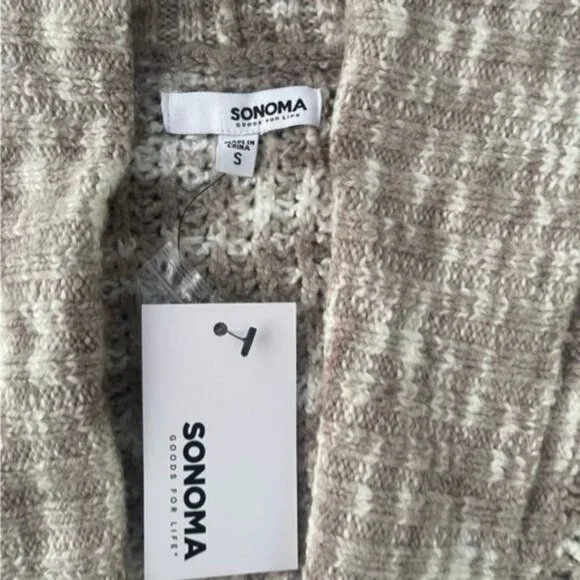 SONOMA
GOODS FOR LIFE
MADE IN
CHINA
S
SONOMA
GOODS FOR LIFE®